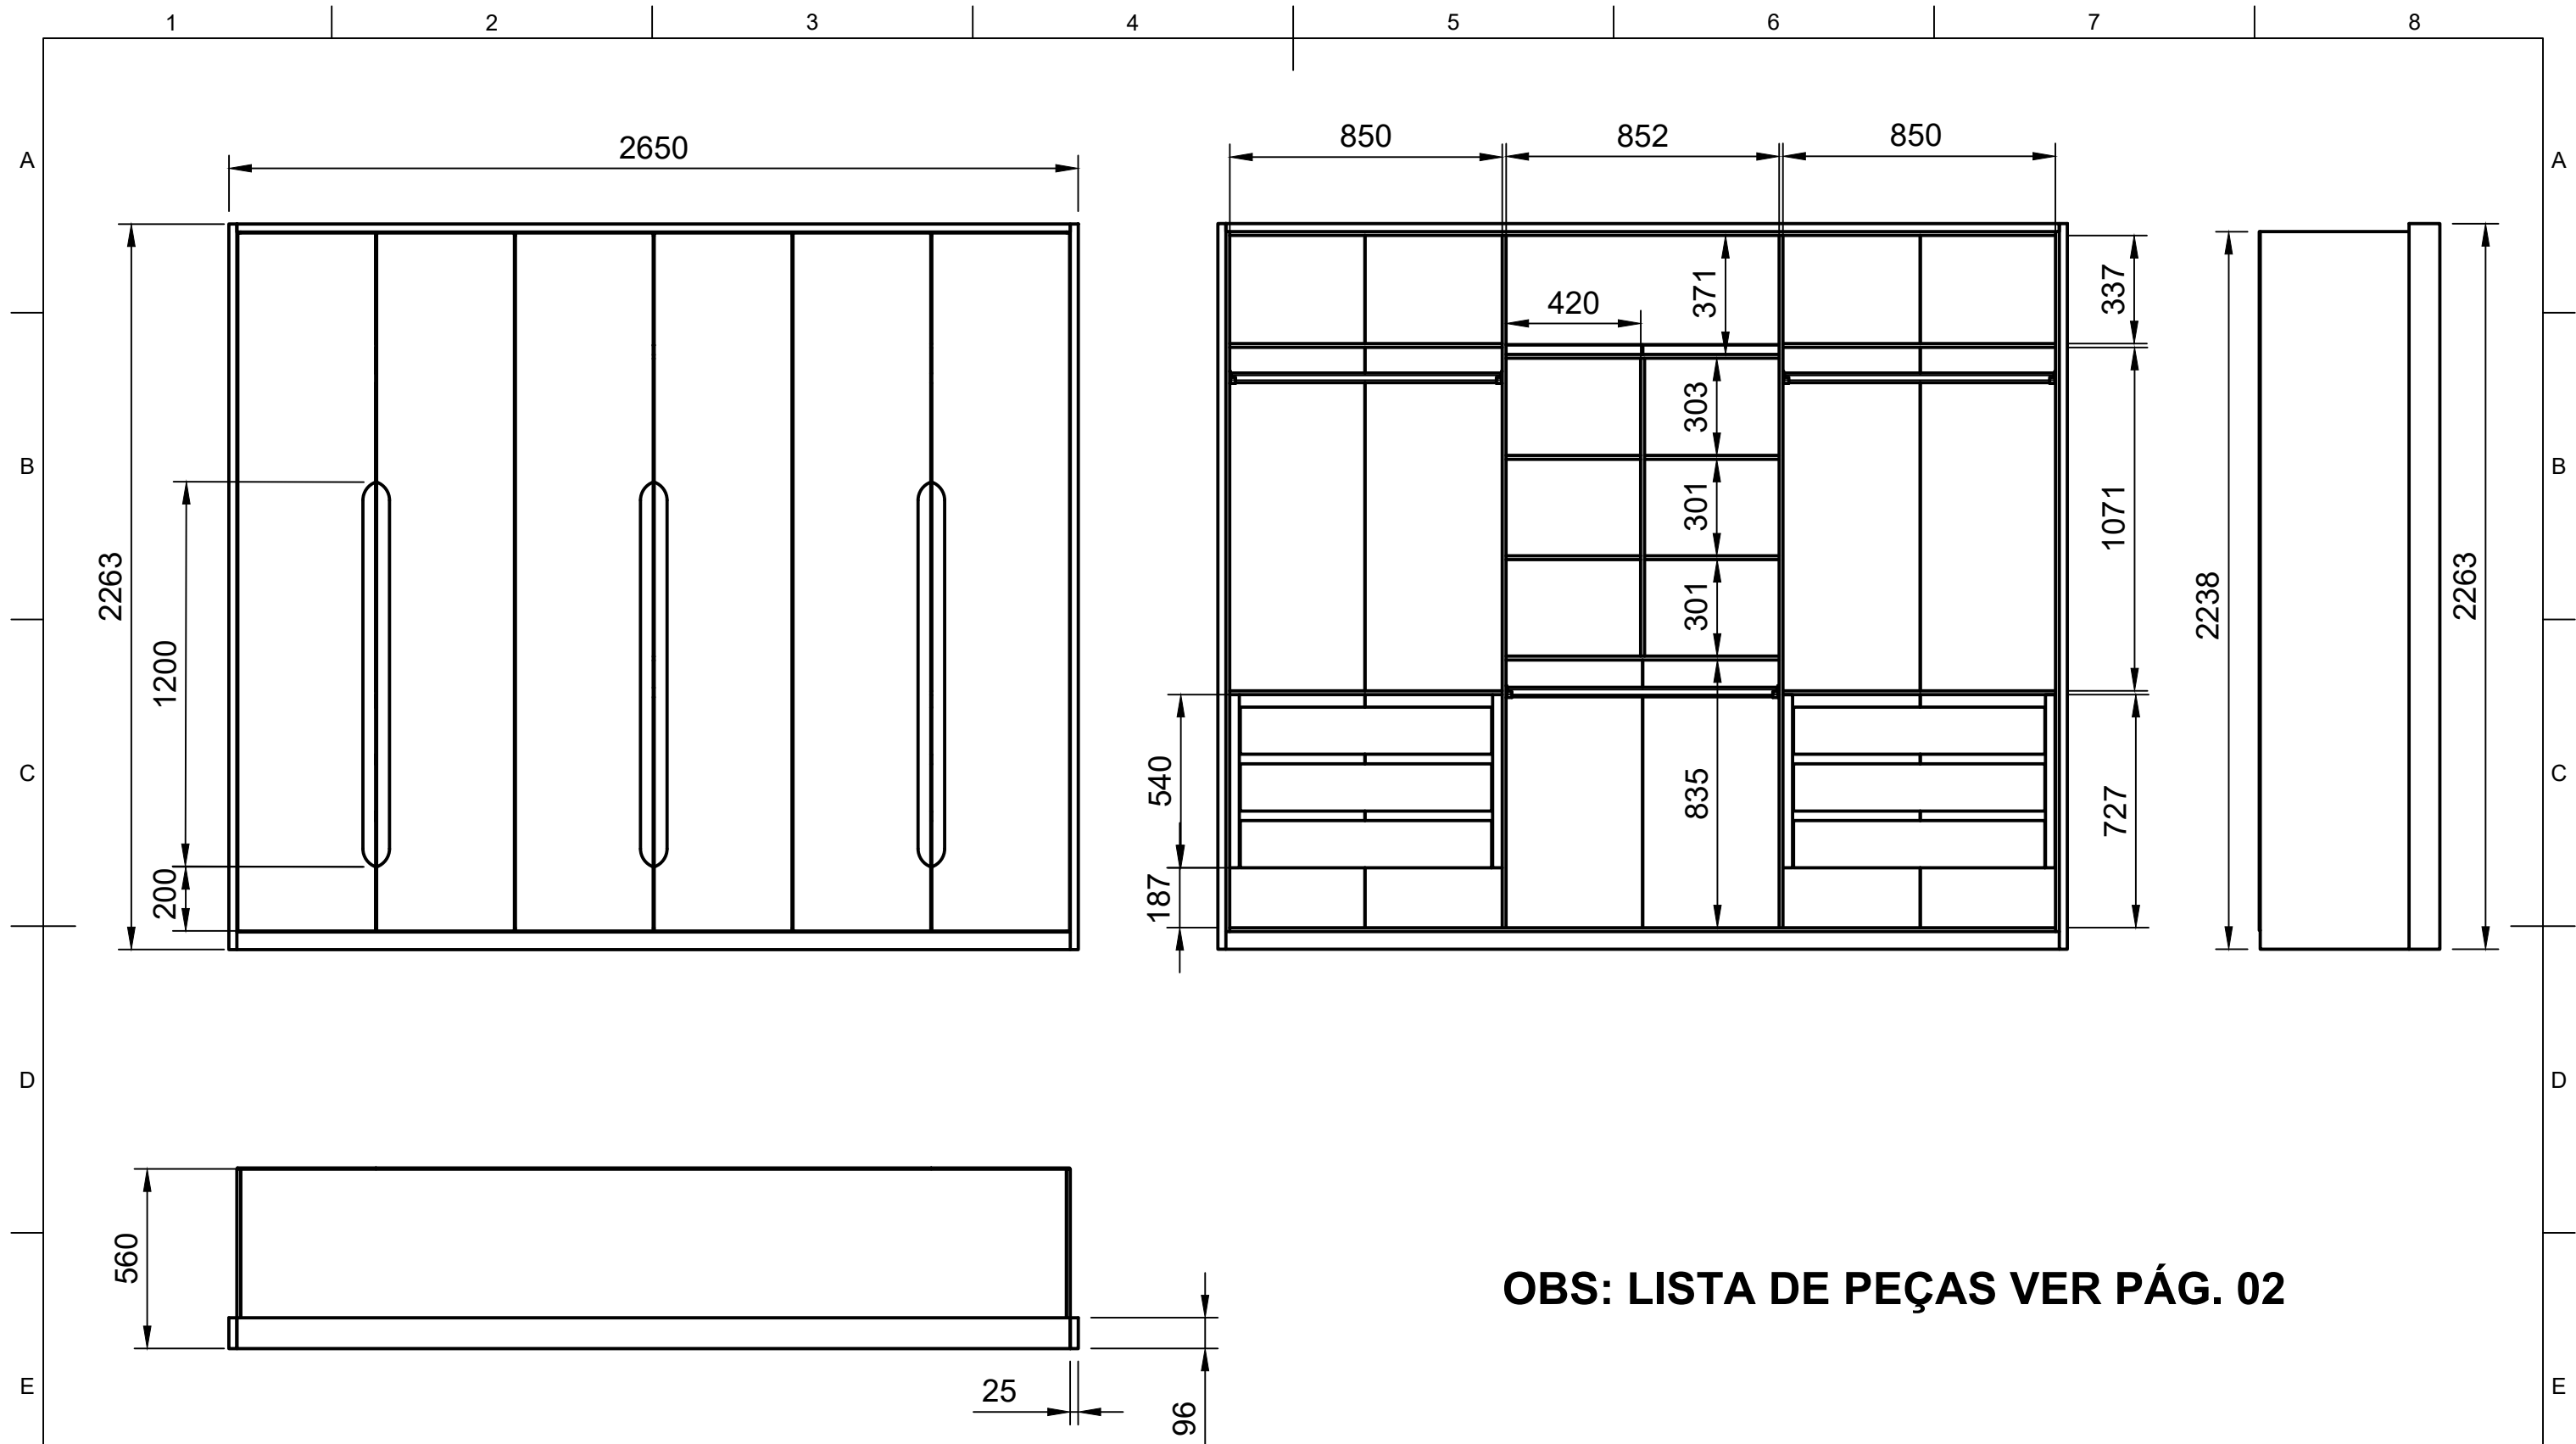 1 2 3 4 5 6 7 8
A A
2650 850 852 850
420 371 337
B B
2263 1200 303 301 301 1071 2238 2263
C C
200 540 187 835 727
D D
560
OBS: LISTA DE PEÇAS VER PÁG. 02
E E
25 96